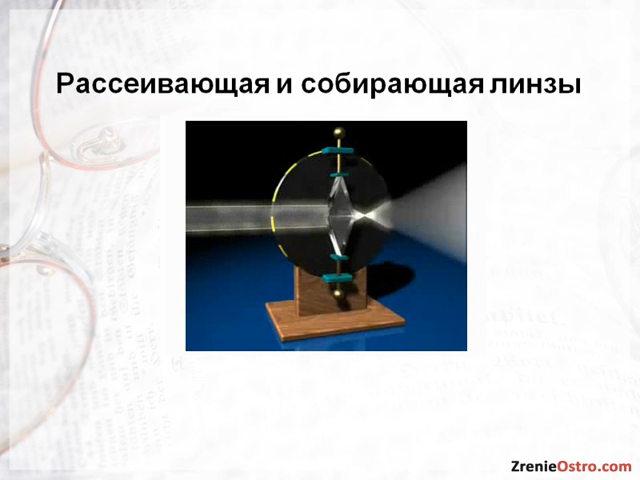 Рассеивающая и собирающая линзы
ZrenieOstro.com